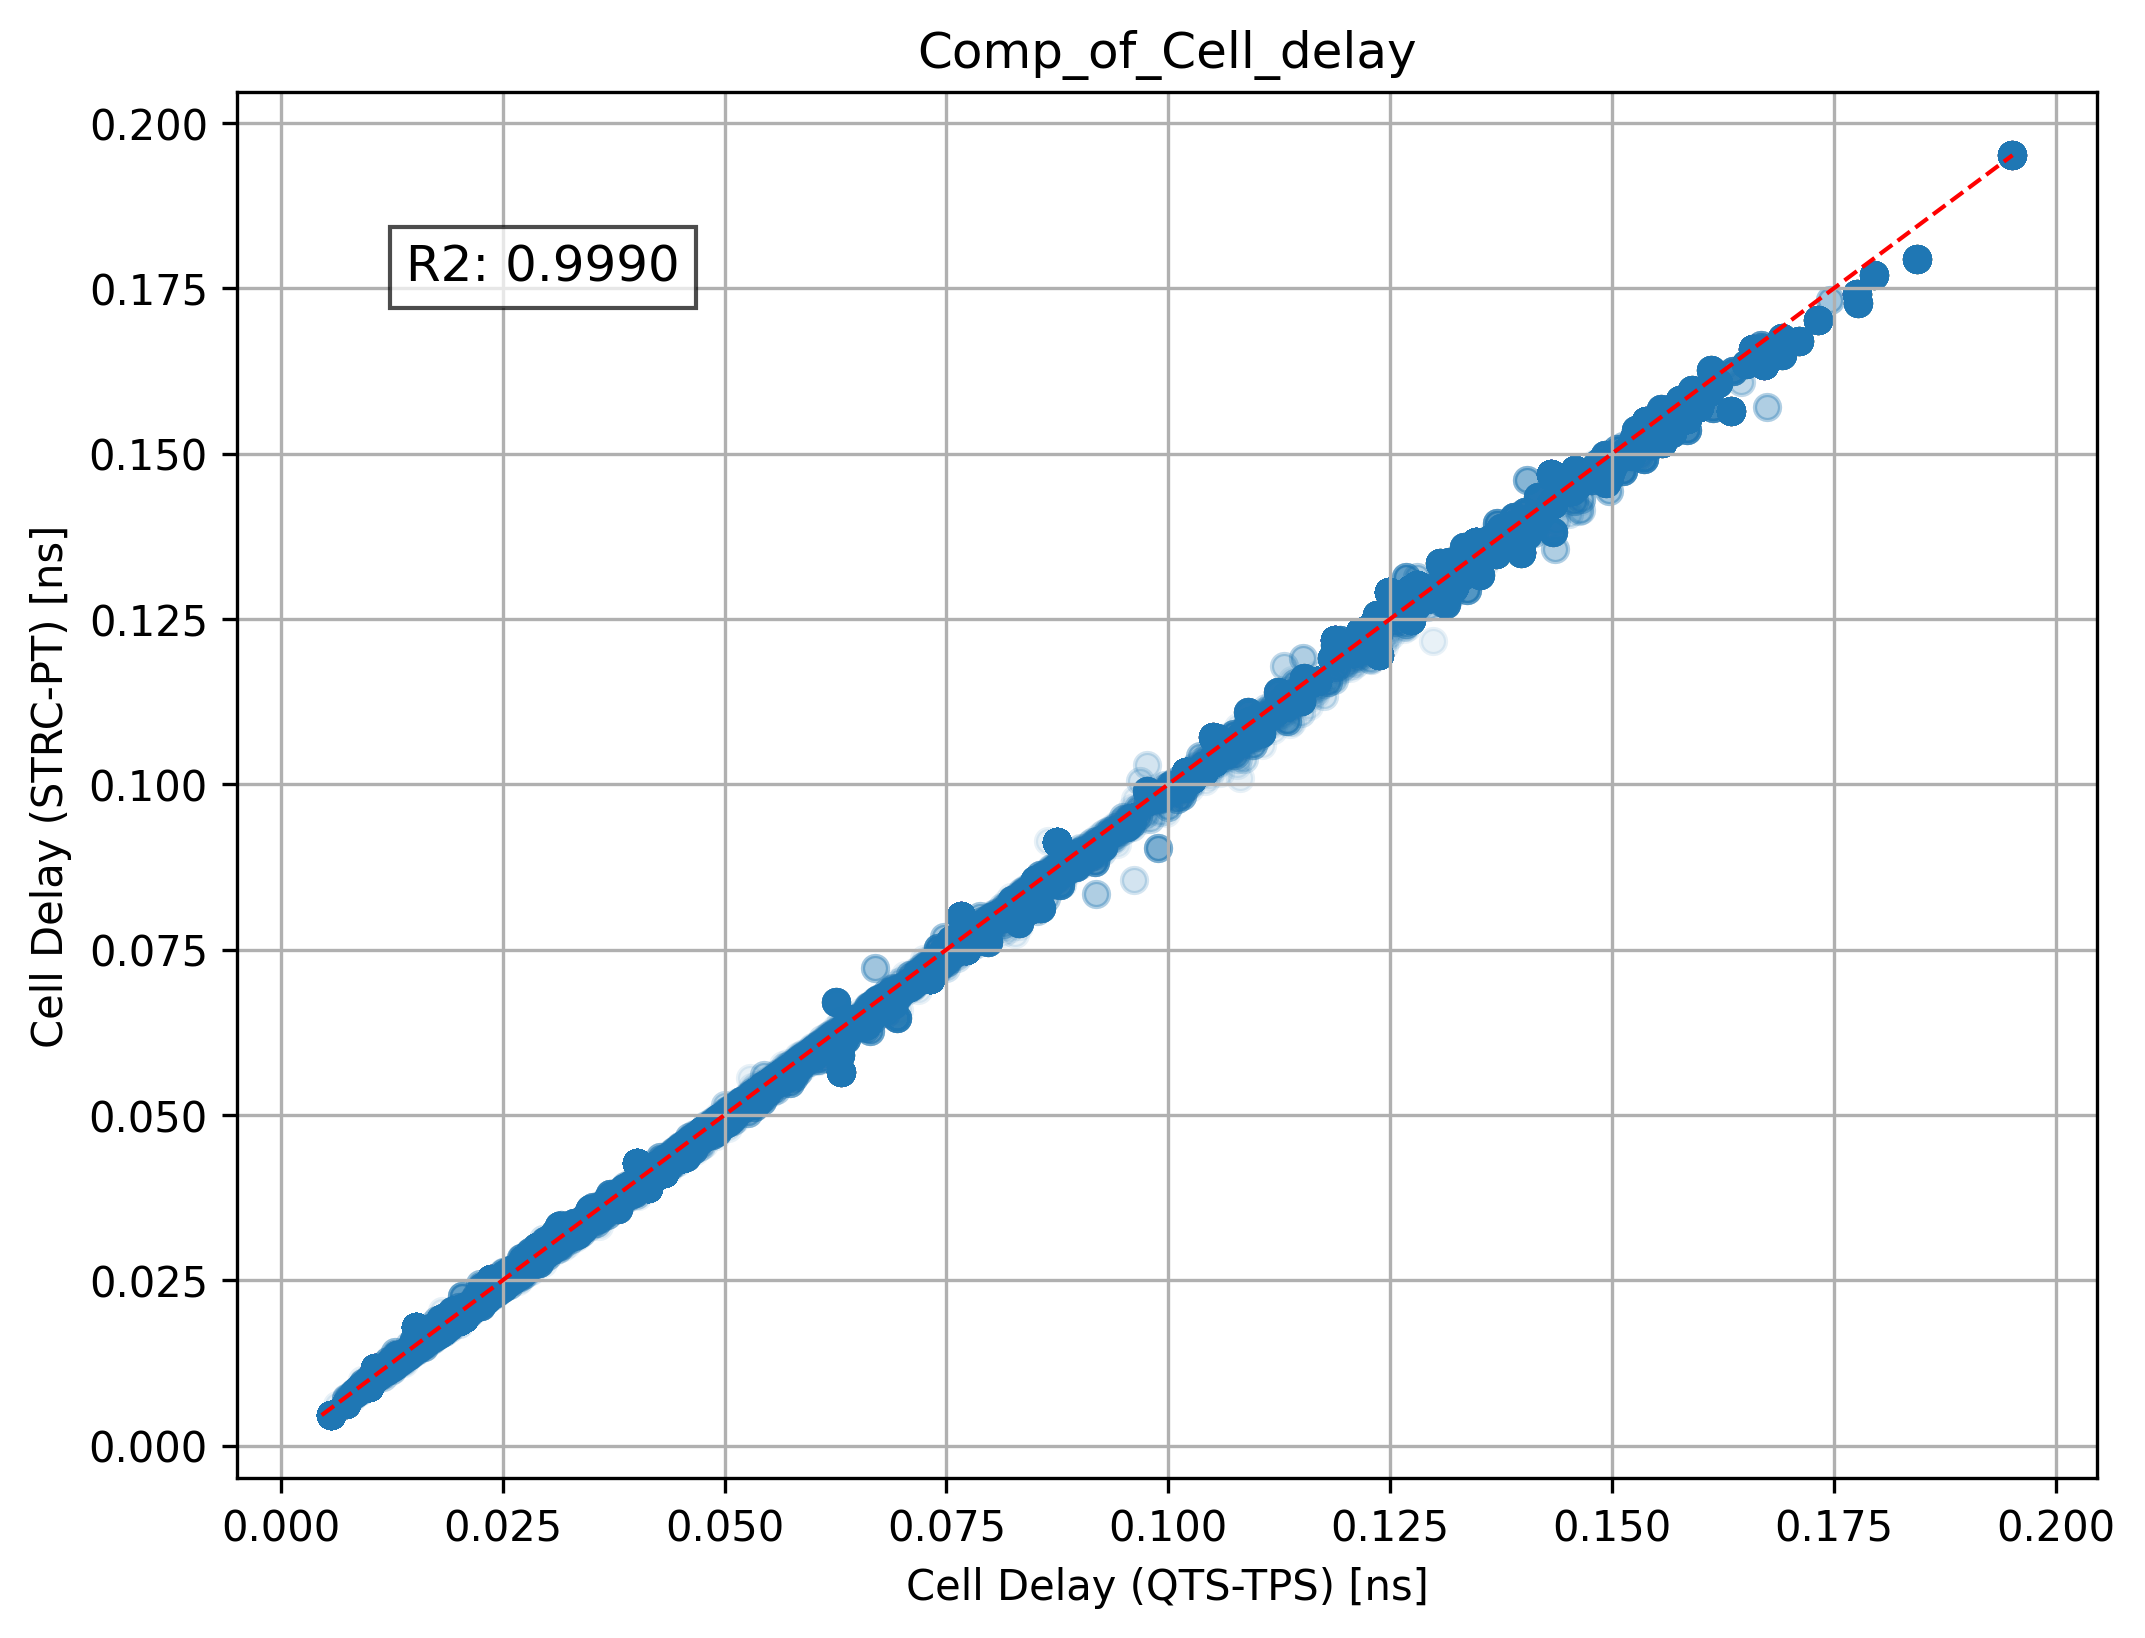 Comp_of_Cell_delay
0.200
0.175
0.150
0.125
0.100
0.075
0.050
0.025
0.000
Cell Delay (STRC-PT) [ns]
R2: 0.9990
0.000 0.025 0.050 0.075 0.100 0.125 0.150 0.175 0.200
Cell Delay (QTS-TPS) [ns]